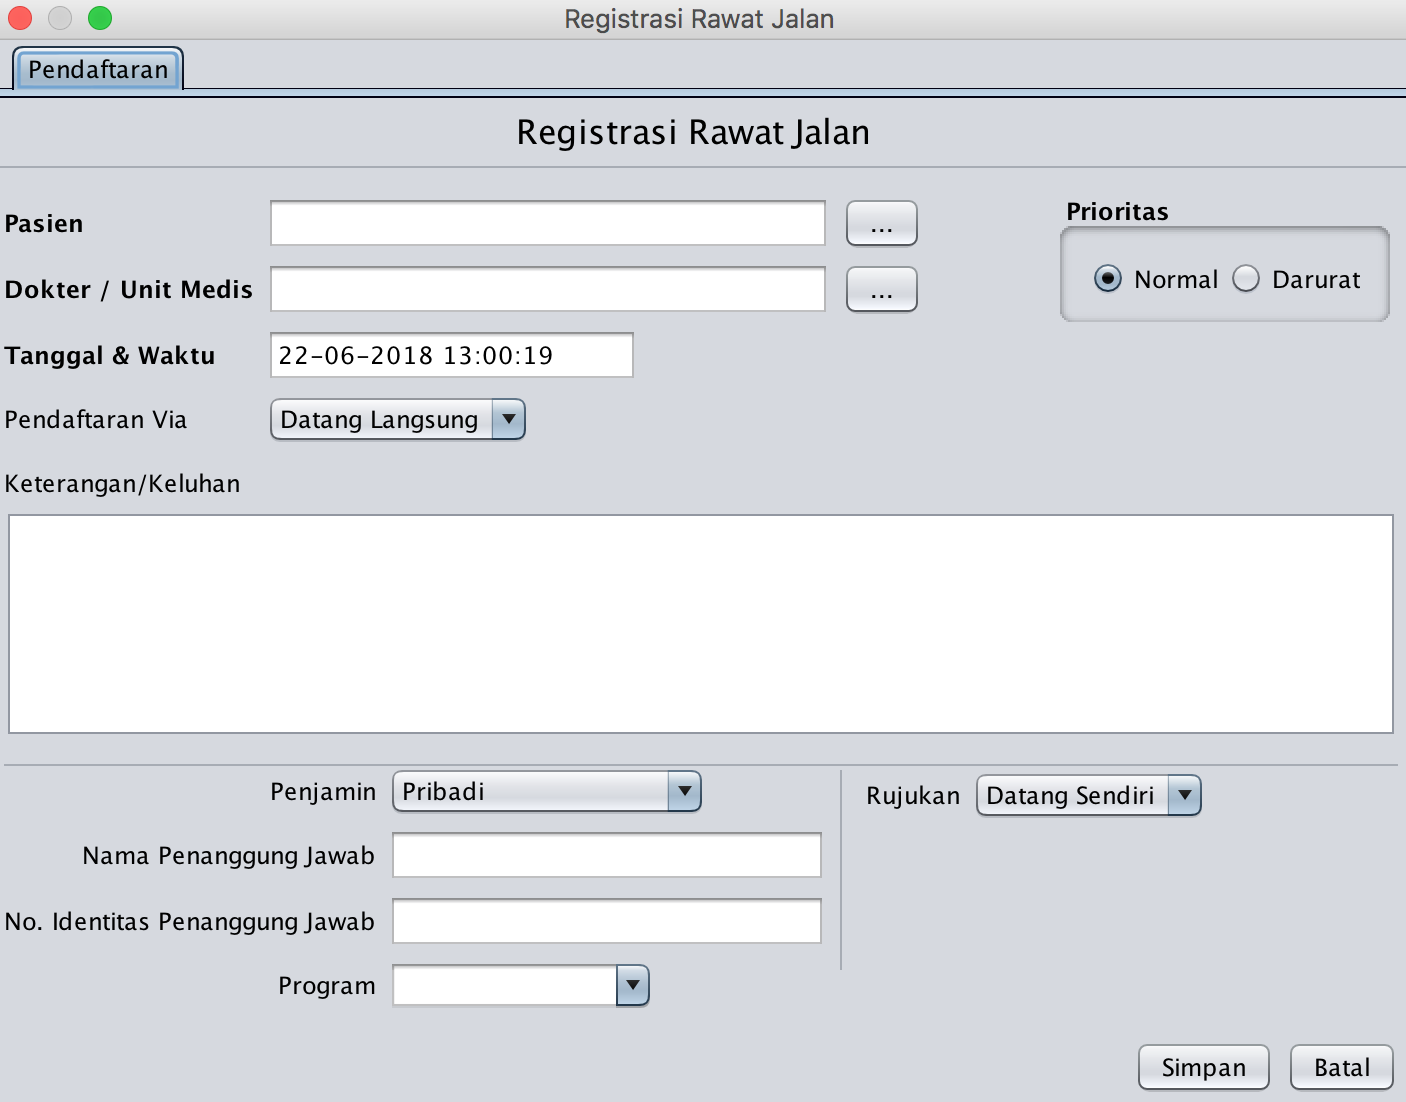 Registrasi Rawat Jalan
Pendaftaran
Registrasi Rawat Jalan
Pasien
...
Prioritas
Normal
Darurat
Dokter / Unit Medis
...
Tanggal & Waktu
22-06-2018 13:00:19
Pendaftaran Via
Datang Langsung
Keterangan/Keluhan
Penjamin
Pribadi
Rujukan
Datang Sendiri
Nama Penanggung Jawab
No. Identitas Penanggung Jawab
Program
Simpan
Batal